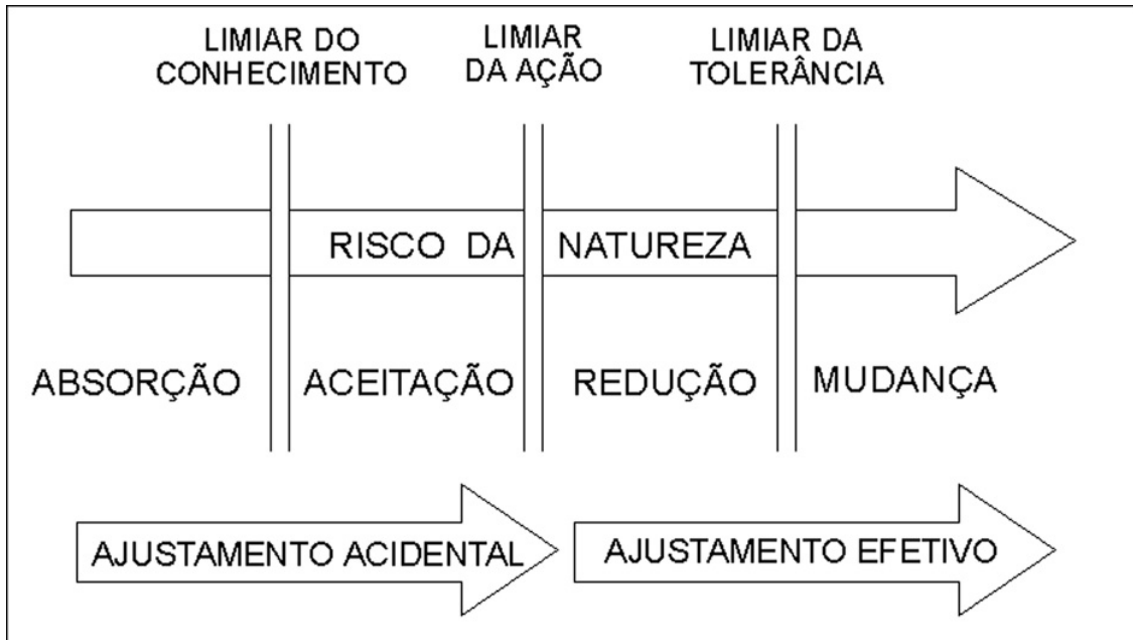 LIMIAR DO
CONHECIMENTO
LIMIAR
DA AÇÃO
LIMIAR DA
TOLERÂNCIA
RISCO DA NATUREZA
ABSORÇÃO
ACEITAÇÃO
REDUÇÃO
MUDANÇA
AJUSTAMENTO ACIDENTAL
AJUSTAMENTO EFETIVO